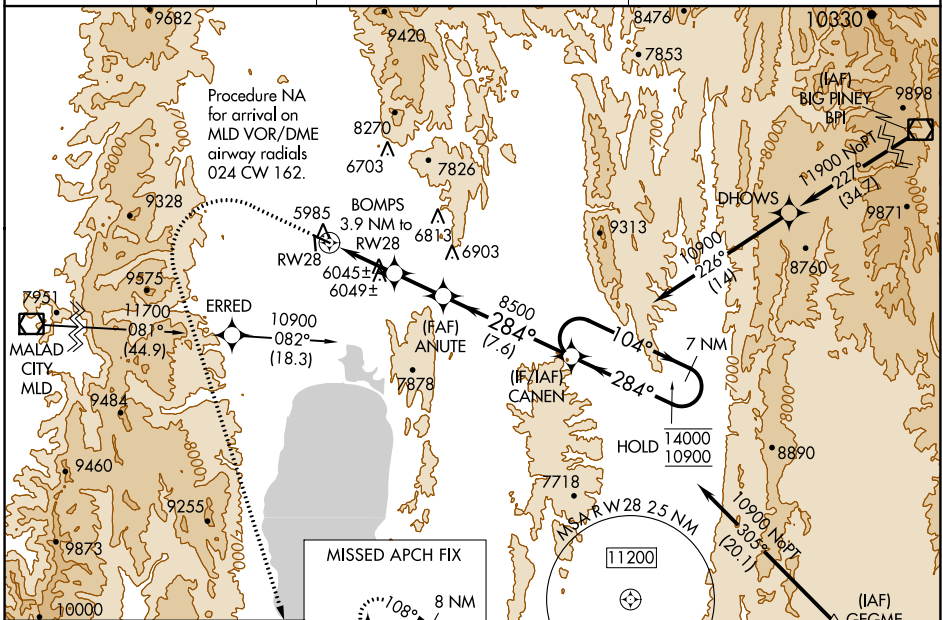 9682
9420
8476
10330
7853
(IAF)
BIG PINEY
BPI
9898
Procedure NA
for arrival on
MLD VOR/DME
airway radials
024 CW 162.
8270
6703
7826
11900 NoPT
227°
(34.7)
DHOWS
9871
9328
5985
BOMPS
3.9 NM to
RW28
6813
6903
9313
10900
226°
(14)
8760
RW28
6045±
6049±
9575
7951
11700
081°
(44.9)
ERRED
10900
082°
(18.3)
MALAD
CITY
MLD
(FAF)
ANUTE
8500
284°
(7.6)
104°
7 NM
(IF/IAF)
CANEN
284°
7878
8000
9484
HOLD
14000
10900
8890
8000
9460
7718
9255
9873
MSA RW28 25 NM
11200
10900 NoPT
305°
(20.1)
MISSED APCH FIX
108°
8 NM
10000
(IAF)